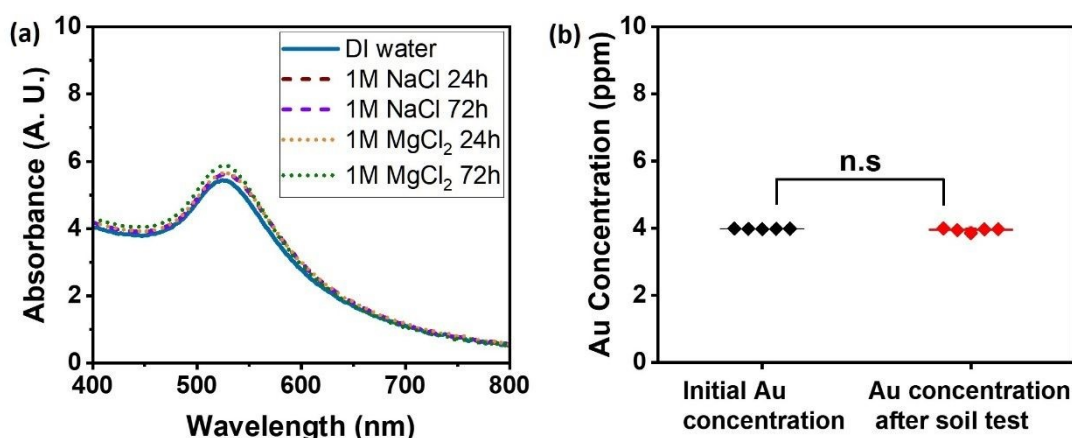 (a)
10
8
6
4
2
0
Absorbance (A. U.)
DI water
1M NaCl 24h
1M NaCl 72h
1M MgCl₂ 24h
1M MgCl₂ 72h
400 500 600 700 800
Wavelength (nm)
(b)
10
8
6
4
2
0
Au Concentration (ppm)
n.s
Initial Au
concentration
Au concentration
after soil test